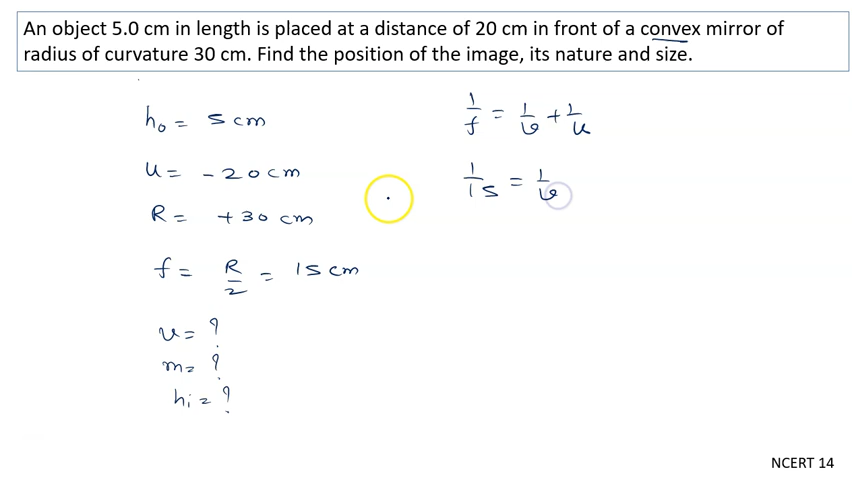 An object 5.0 cm in length is placed at a distance of 20 cm in front of a convex mirror of
radius of curvature 30 cm. Find the position of the image, its nature and size.
h₀ = 5 cm
u = - 20 cm
R = +30 cm
f = R/2 = 15 cm
v = ?
m = ?
hi = ?
1/f = 1/v + 1/u
1/15 = 1/v
NCERT 14